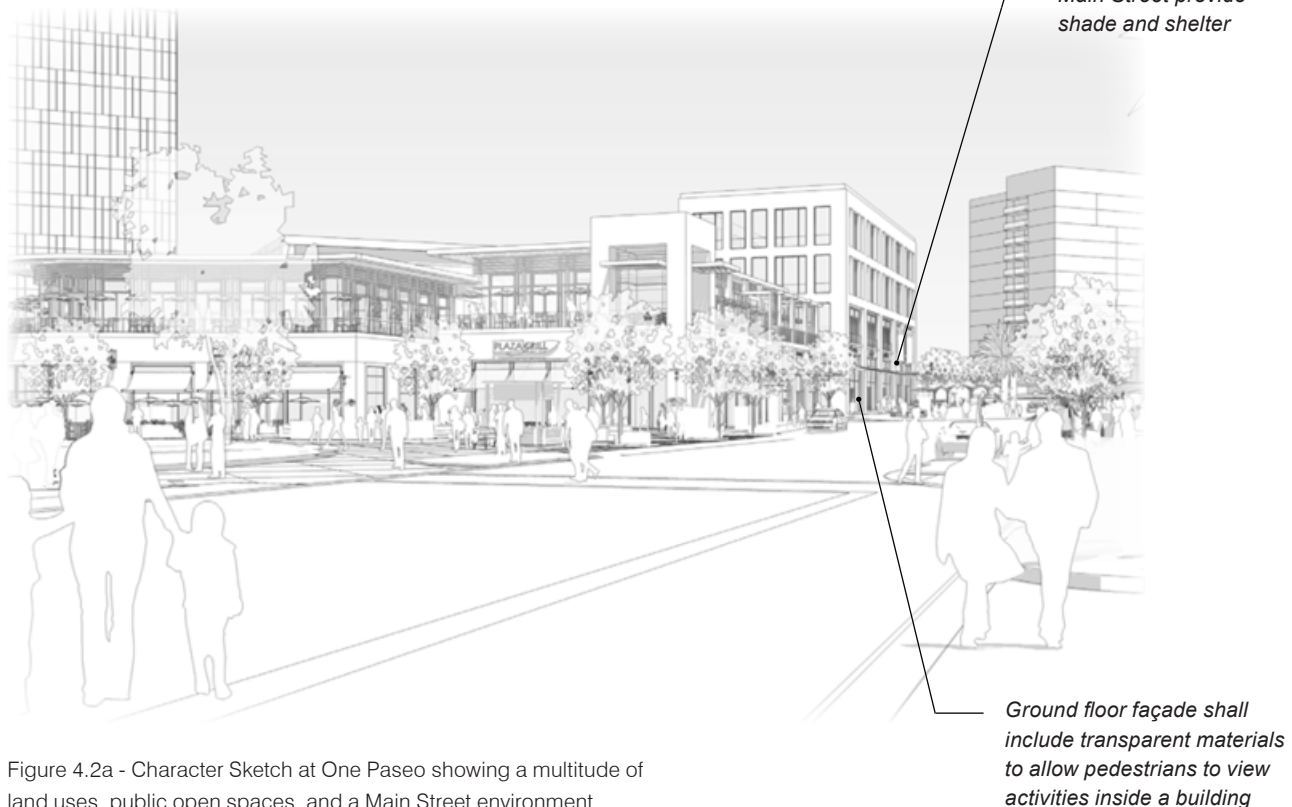 Main Street provide
shade and shelter
PLAZA GRILL
Ground floor façade shall
include transparent materials
to allow pedestrians to view
activities inside a building
Figure 4.2a - Character Sketch at One Paseo showing a multitude of
land uses, public open spaces, and a Main Street environment